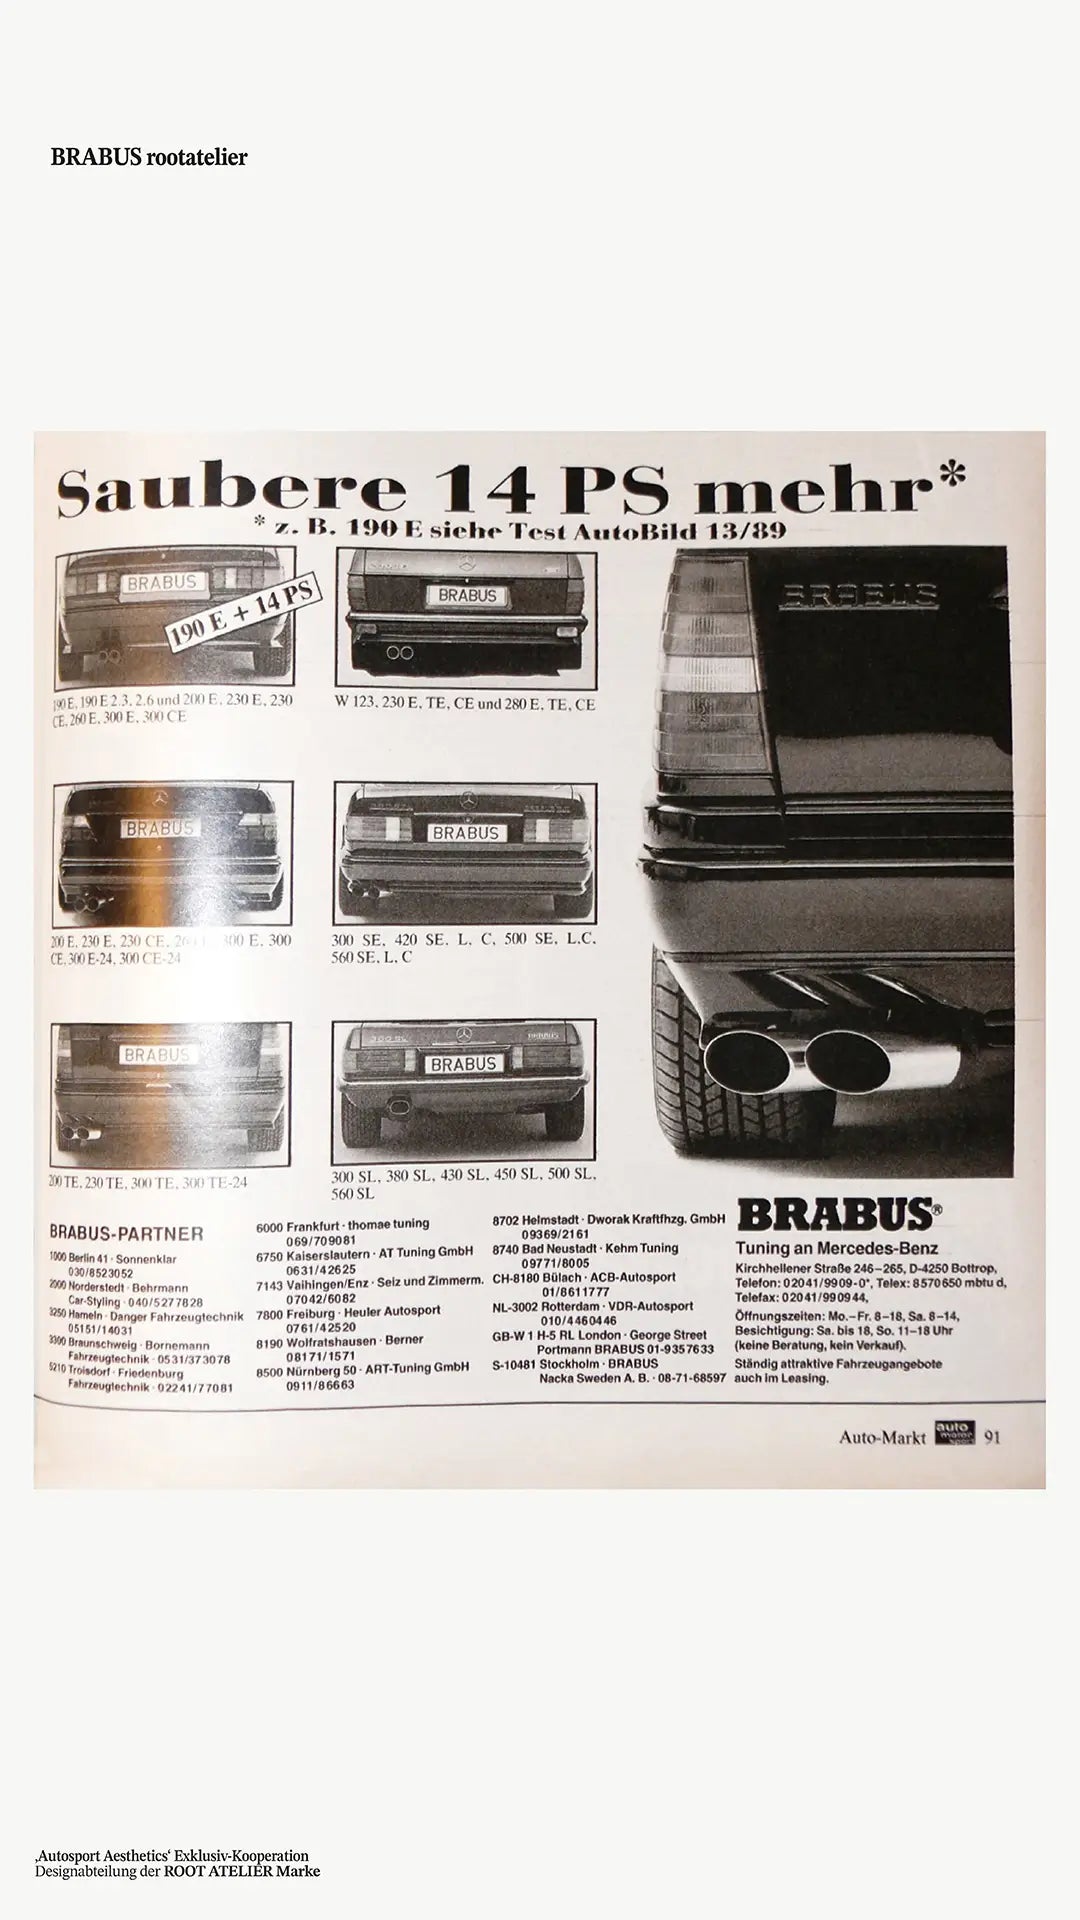 BRABUS rootatelier
Saubere 14 PS mehr*
* z. B. 190 E siehe Test AutoBild 13/89
BRABUS
190 E + 14 PS
190 E, 190 E 2.3, 2.6 und 200 E, 230 E, 230
CE, 260 E, 300 E, 300 CE
BRABUS
W 123, 230 E, TE, CE und 280 E, TE, CE
BRABUS
BRABUS
200 E, 230 E, 230 CE, 300 E, 300
CE, 300 E-24, 300 CE-24
BRABUS
300 SE, 420 SE, L, C, 500 SE, L.C.
560 SE, L, C
BRABUS
200 TE, 230 TE, 300 TE, 300 TE-24
300 SL
BRABUS
BRABUS
300 SL, 380 SL, 430 SL, 450 SL, 500 SL,
560 SL
BRABUS-PARTNER
1000 Berlin 41 · Sonnenklar
030/8523052
2000 Norderstedt · Behrmann
Car-Styling · 040/5277828
3250 Hameln · Danger Fahrzeugtechnik
05151/14031
3300 Braunschweig · Bornemann
Fahrzeugtechnik · 0531/373078
5210 Troisdorf · Friedenburg
Fahrzeugtechnik · 02241/77081
6000 Frankfurt · thomae tuning
069/709081
6750 Kaiserslautern · AT Tuning GmbH
0631/42625
7143 Vaihingen/Enz · Seiz und Zimmerm.
07042/6082
7800 Freiburg · Heuler Autosport
0761/42520
8190 Wolfratshausen · Berner
08171/1571
8500 Nürnberg 50 · ART-Tuning GmbH
0911/86663
8702 Helmstadt · Dworak Kraftfhzg. GmbH
09369/2161
8740 Bad Neustadt · Kehm Tuning
09771/8005
CH-8180 Bülach · ACB-Autosport
01/8611777
NL-3002 Rotterdam · VDR-Autosport
010/4460446
GB-W 1 H-5 RL London · George Street
Portmann BRABUS 01-9357633
S-10481 Stockholm · BRABUS
Nacka Sweden A. B. · 08-71-68597
BRABUS®
Tuning an Mercedes-Benz
Kirchhellener Straße 246–265, D-4250 Bottrop,
Telefon: 02041/9909-0*, Telex: 8570650 mbtu d,
Telefax: 02041/990944,
Öffnungszeiten: Mo.–Fr. 8–18, Sa. 8–14,
Besichtigung: Sa. bis 18, So. 11–18 Uhr
(keine Beratung, kein Verkauf).
Ständig attraktive Fahrzeugangebote
auch im Leasing.
Auto-Markt auto motor sport 91
‚Autosport Aesthetics‘ Exklusiv-Kooperation
Designabteilung der ROOT ATELIER Marke